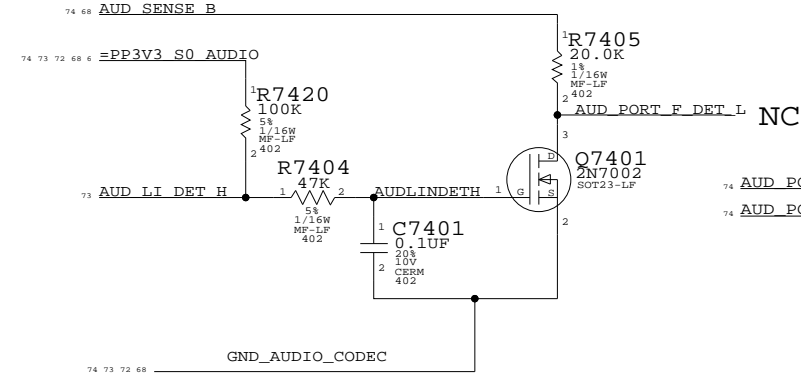 74 68 AUD_SENSE_B
74 73 72 68 6 =PP3V3_S0_AUDIO
1
R7405
20.0K
1%
1/16W
MF-LF
402
2
AUD_PORT_F_DET_L NC
1
R7420
100K
5%
1/16W
MF-LF
402
2
3
D
Q7401
2N7002
SOT23-LF
G
S
1
2
R7404
47K
73 AUD_LI_DET_H
1 2
AUDLINDETH
5%
1/16W
MF-LF
402
1
C7401
0.1UF
20%
10V
CERM
402
2
74 AUD_PO
74 AUD_PO
GND_AUDIO_CODEC
74 73 72 68